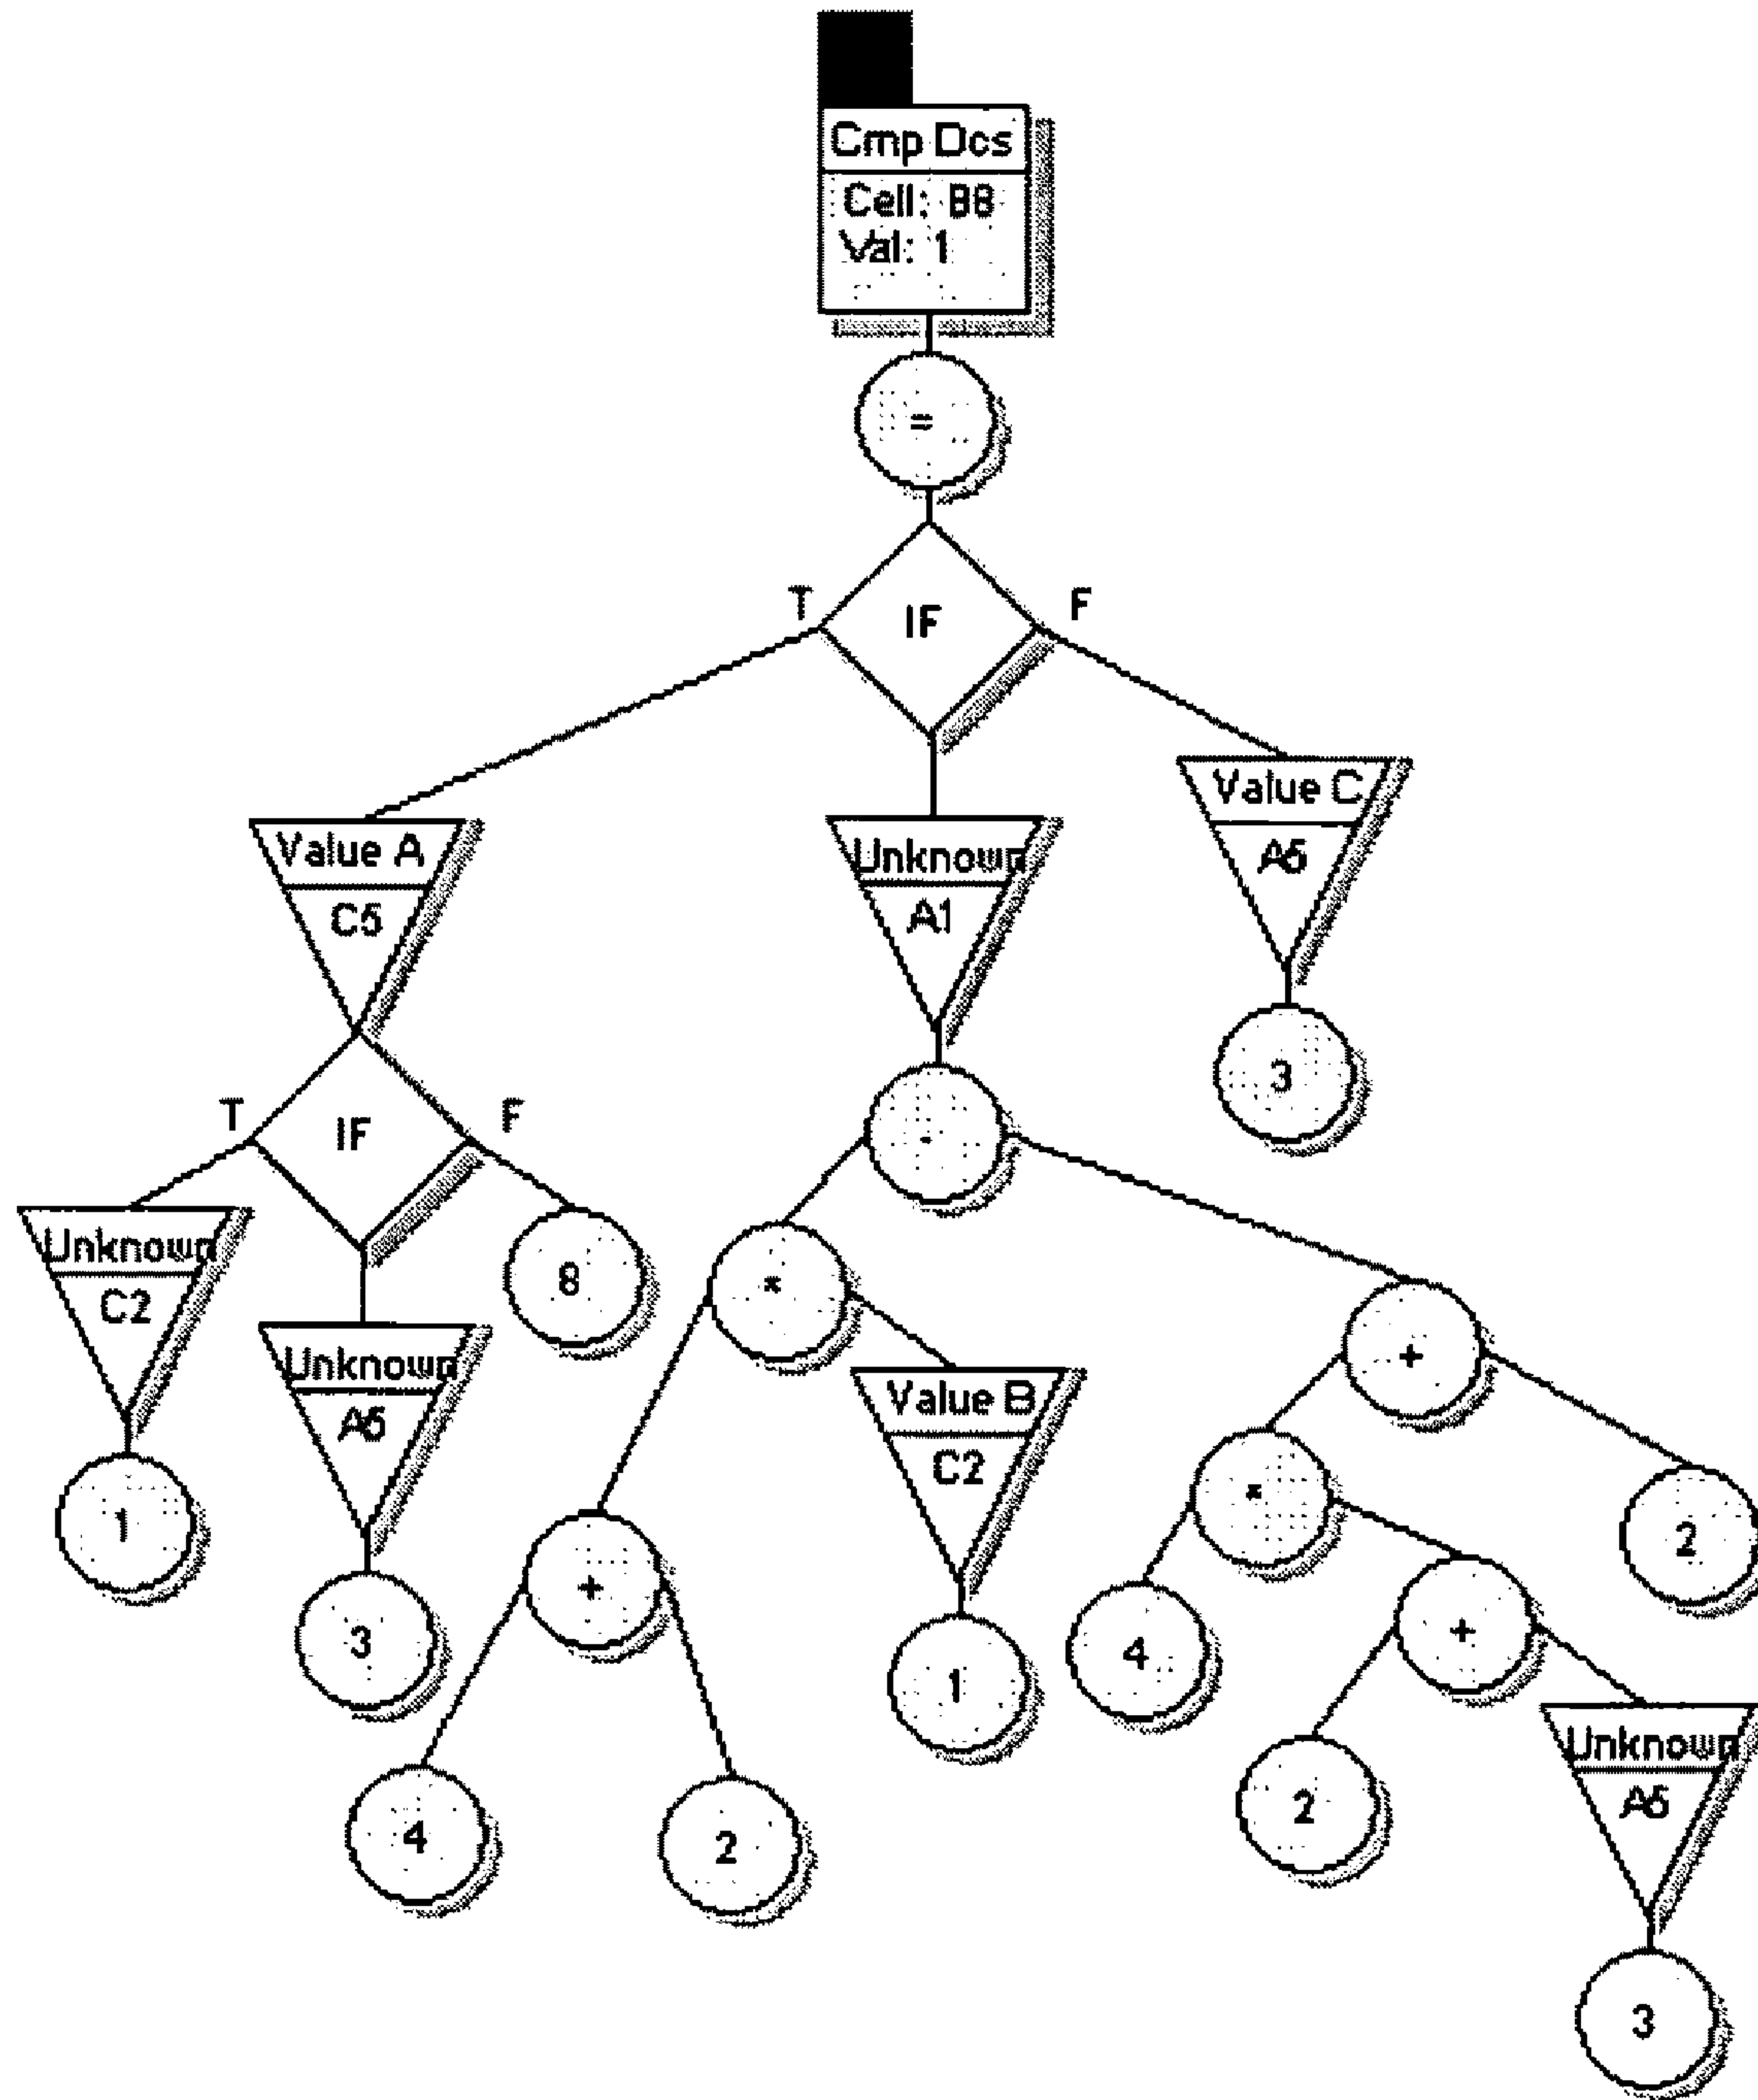 Cmp Dcs
Cell: B8
Val: 1
=
T
IF
F
Value A
C5
Unknown
A1
Value C
A5
3
T
IF
F
-
Unknown
C2
8
*
+
Unknown
A5
Value B
C2
1
3
+
*
2
1
4
+
4
2
2
Unknown
A5
3